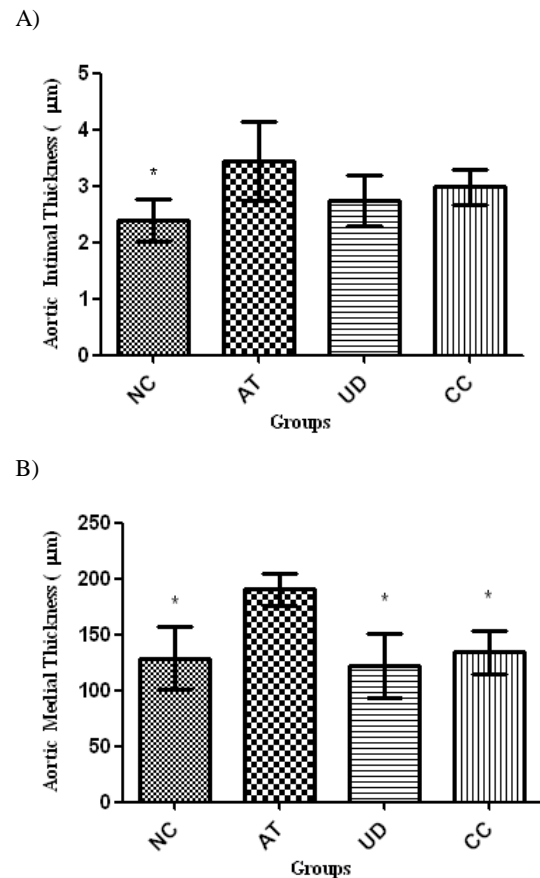 A)
Aortic Intimal Thickness ( µm)
5
4
3
2
1
0
*
NC
AT
UD
CC
Groups
B)
Aortic Medial Thickness ( µm)
250
200
150
100
50
0
*
*
*
NC
AT
UD
CC
Groups